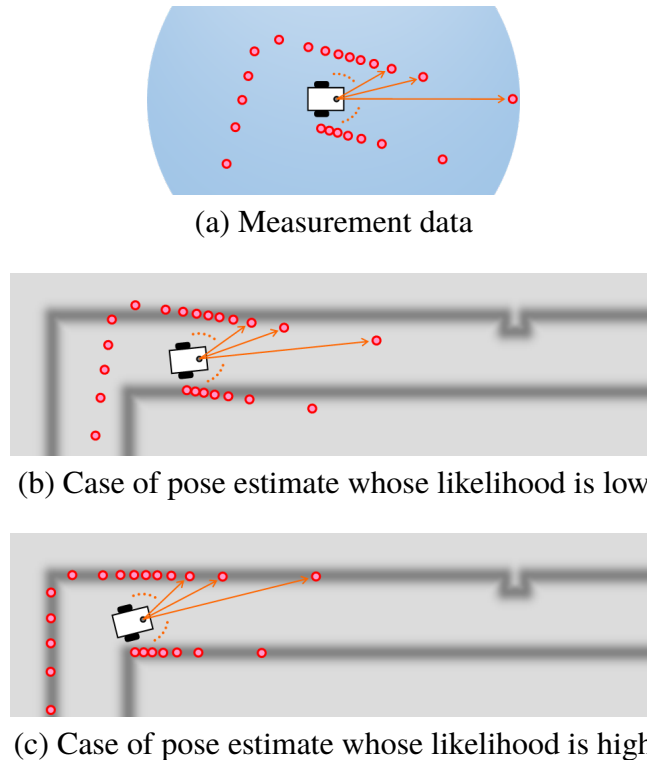 (a) Measurement data
(b) Case of pose estimate whose likelihood is low
(c) Case of pose estimate whose likelihood is high